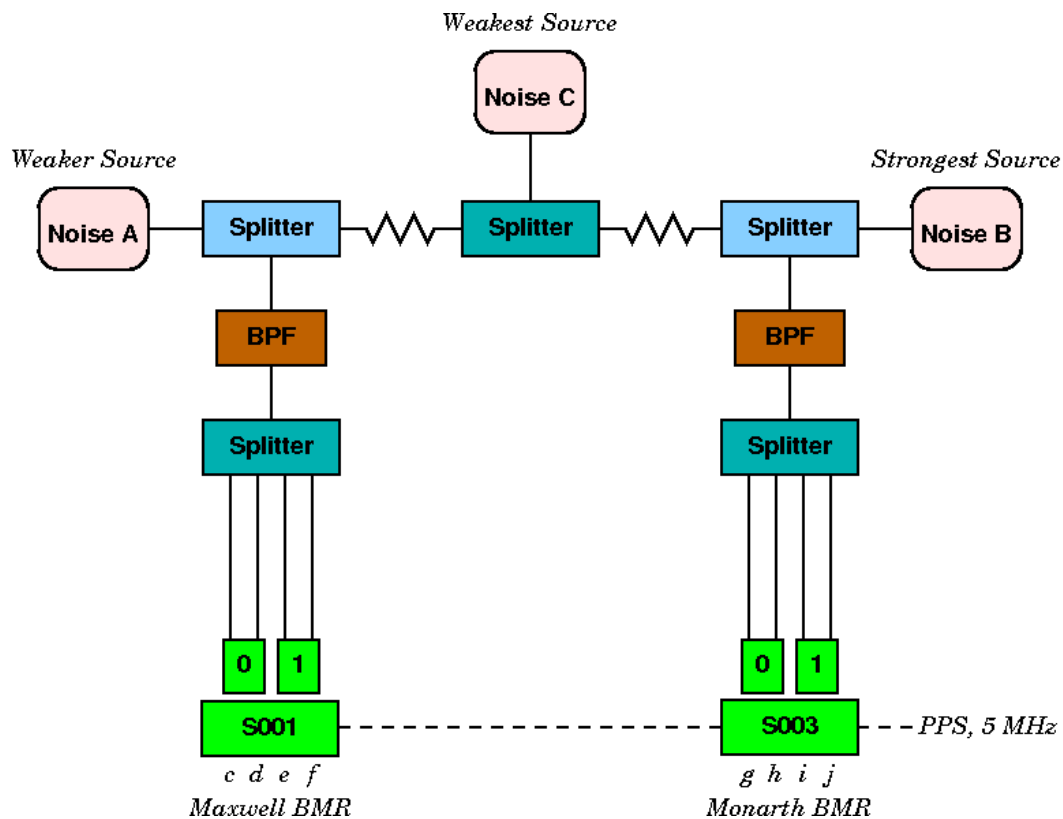 Weakest Source
Noise C
Weaker Source
Strongest Source
Noise A
Splitter
Splitter
Splitter
Noise B
BPF
BPF
Splitter
Splitter
0
1
0
1
S001
S003
PPS, 5 MHz
c d e f
g h i j
Maxwell BMR
Monarth BMR